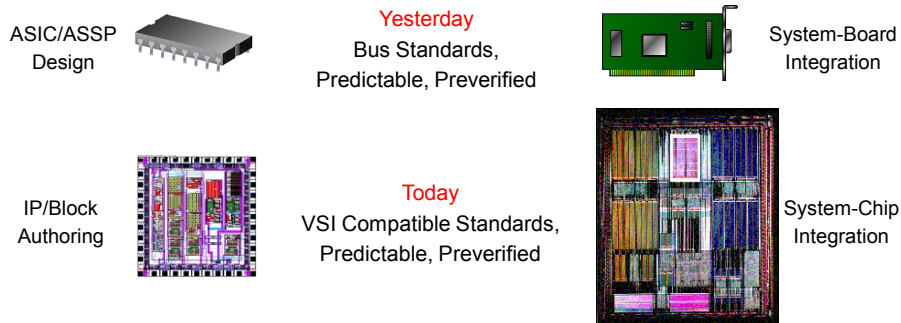 ASIC/ASSP
Design
Yesterday
Bus Standards,
Predictable, Preverified
System-Board
Integration
IP/Block
Authoring
Today
VSI Compatible Standards,
Predictable, Preverified
System-Chip
Integration